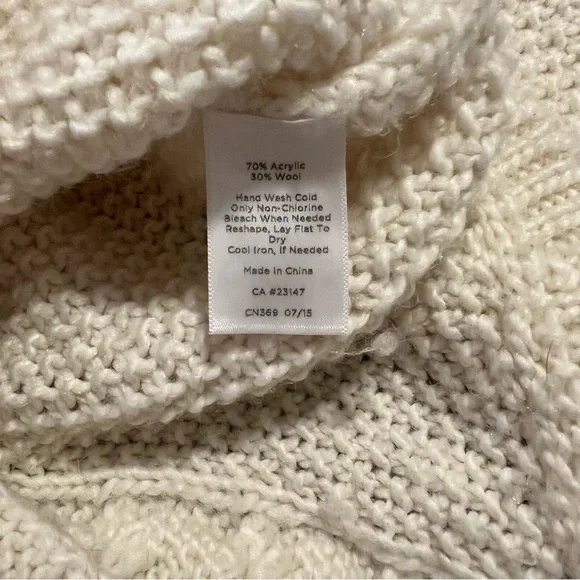 70% Acrylic
30% Wool
Hand Wash Cold
Only Non-Chlorine
Bleach When Needed
Reshape, Lay Flat To
Dry
Cool Iron, If Needed
Made in China
CA #23147
CN369 07/15